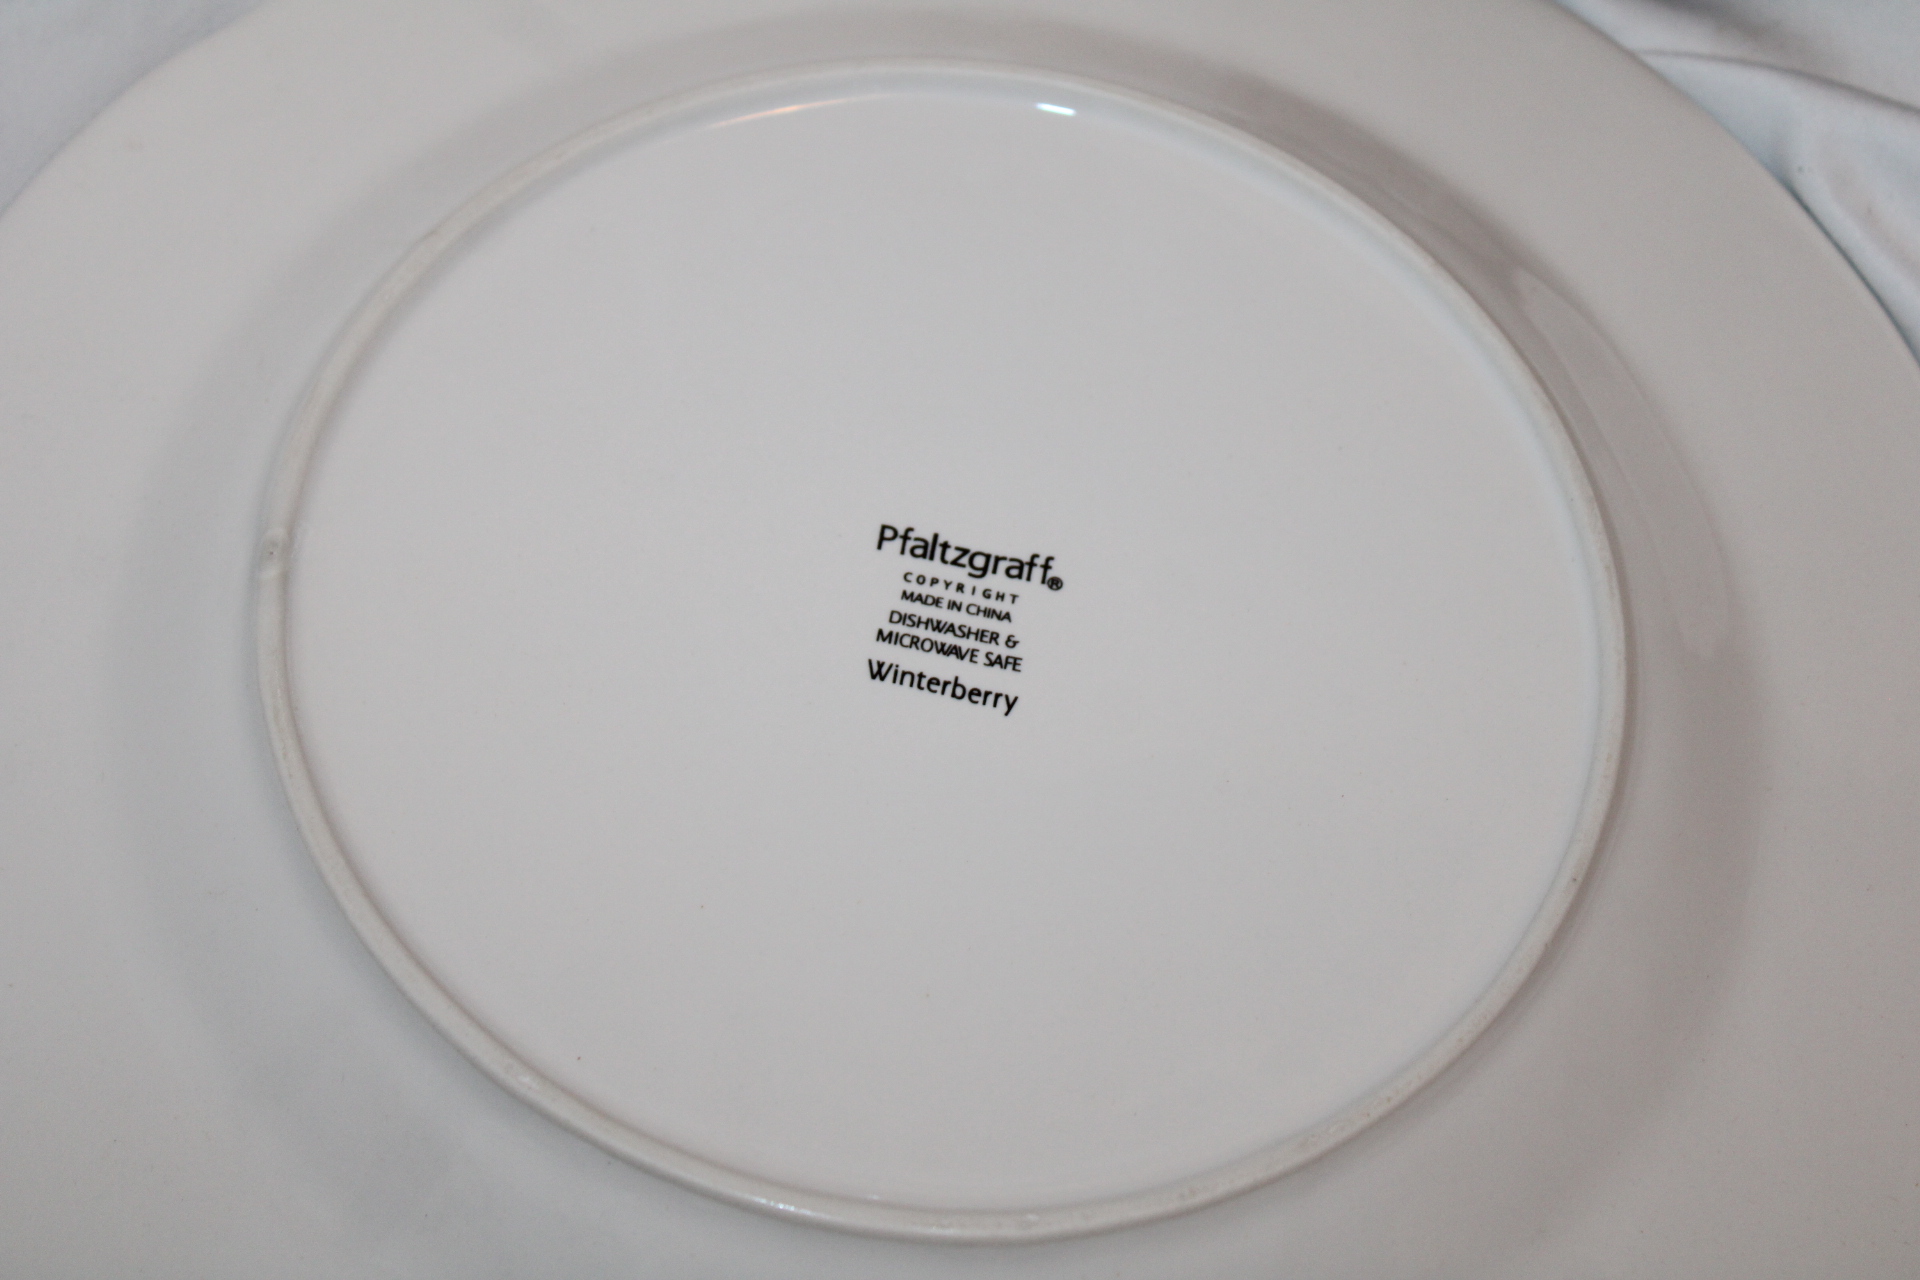 Pfaltzgraff®
COPYRIGHT
MADE IN CHINA
DISHWASHER &
MICROWAVE SAFE
Winterberry